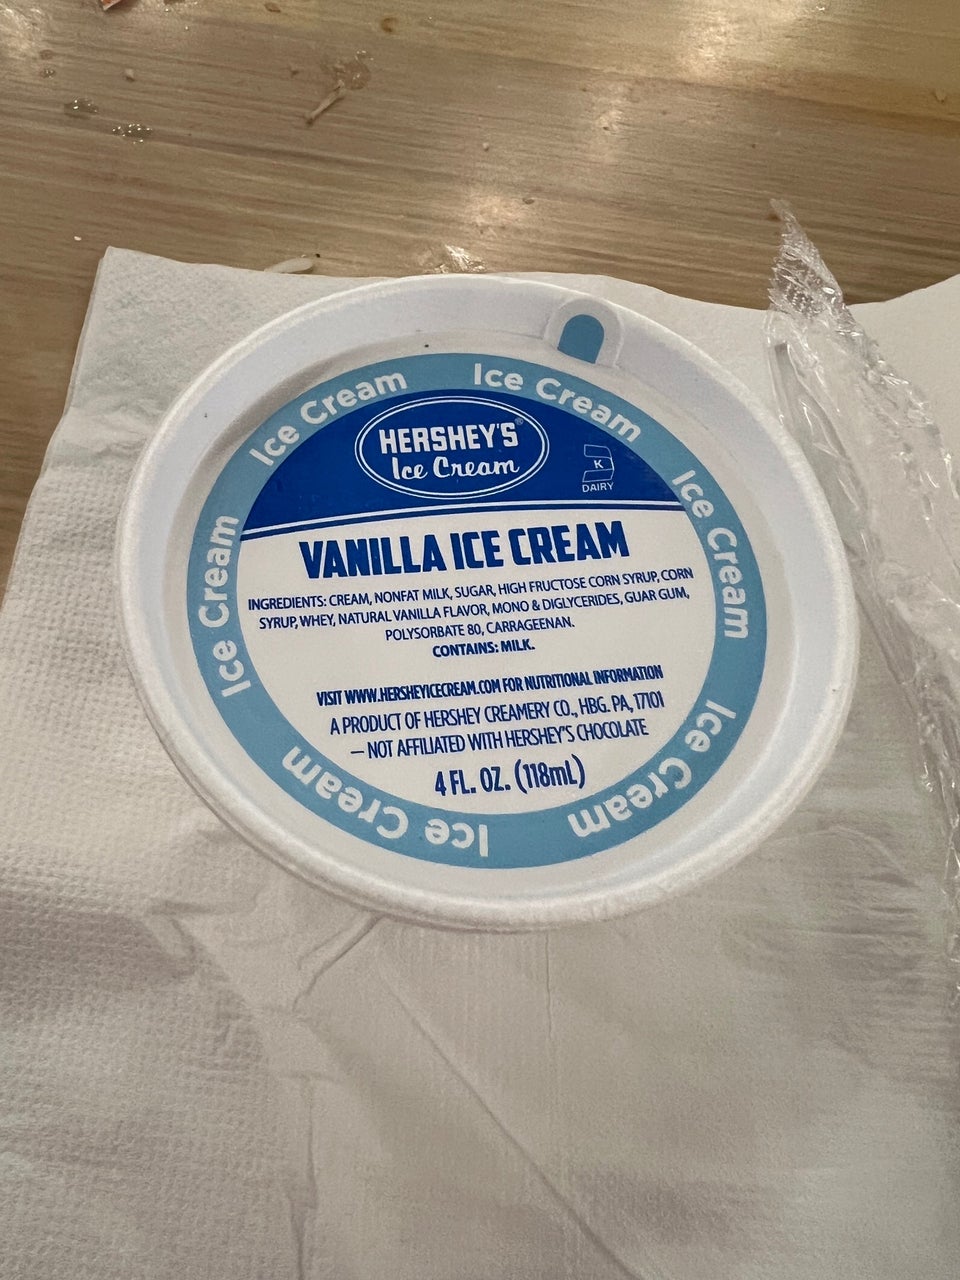 Ice Cream
Ice Cream
HERSHEY'S®
Ice Cream
K
DAIRY
VANILLA ICE CREAM
INGREDIENTS: CREAM, NONFAT MILK, SUGAR, HIGH FRUCTOSE CORN SYRUP, CORN
SYRUP, WHEY, NATURAL VANILLA FLAVOR, MONO & DIGLYCERIDES, GUAR GUM,
POLYSORBATE 80, CARRAGEENAN.
CONTAINS: MILK.
VISIT WWW.HERSHEYICECREAM.COM FOR NUTRITIONAL INFORMATION
A PRODUCT OF HERSHEY CREAMERY CO., HBG. PA, 17101
— NOT AFFILIATED WITH HERSHEY'S CHOCOLATE
4 FL. OZ. (118mL)
Ice Cream
Ice Cream
Ice Cream
Ice Cream